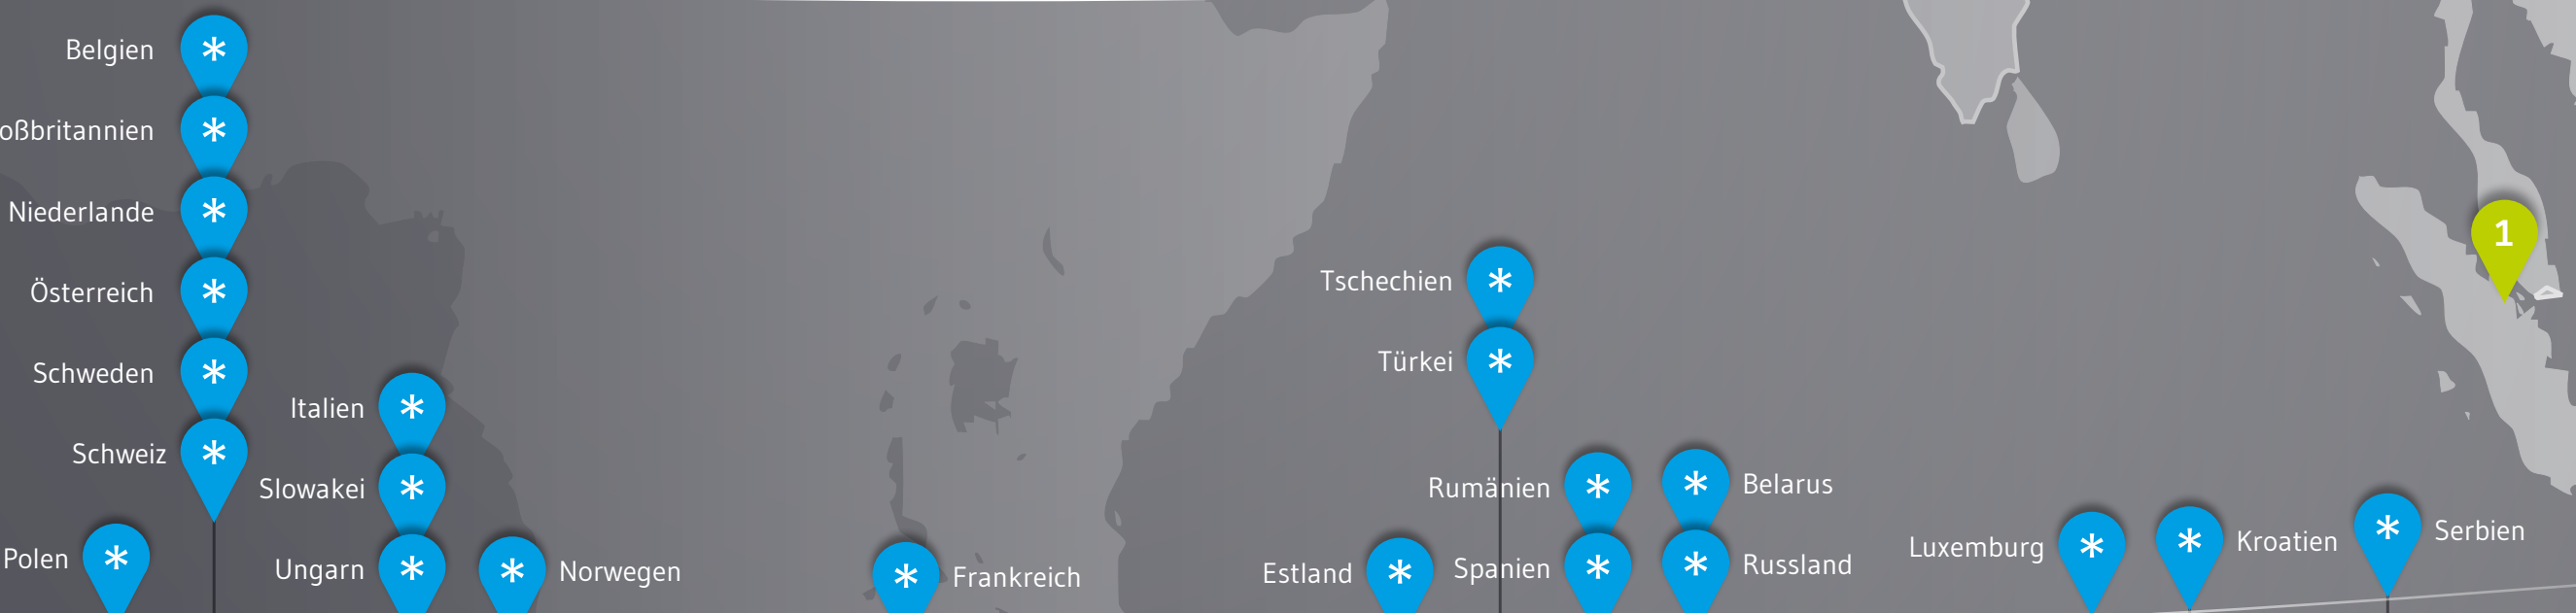 Belgien
oßbritannien
Niederlande
Österreich
Schweden
Schweiz
Polen
Italien
Slowakei
Ungarn
Norwegen
Frankreich
Tschechien
Türkei
Estland
Rumänien
Spanien
Belarus
Russland
Luxemburg
Kroatien
Serbien
1